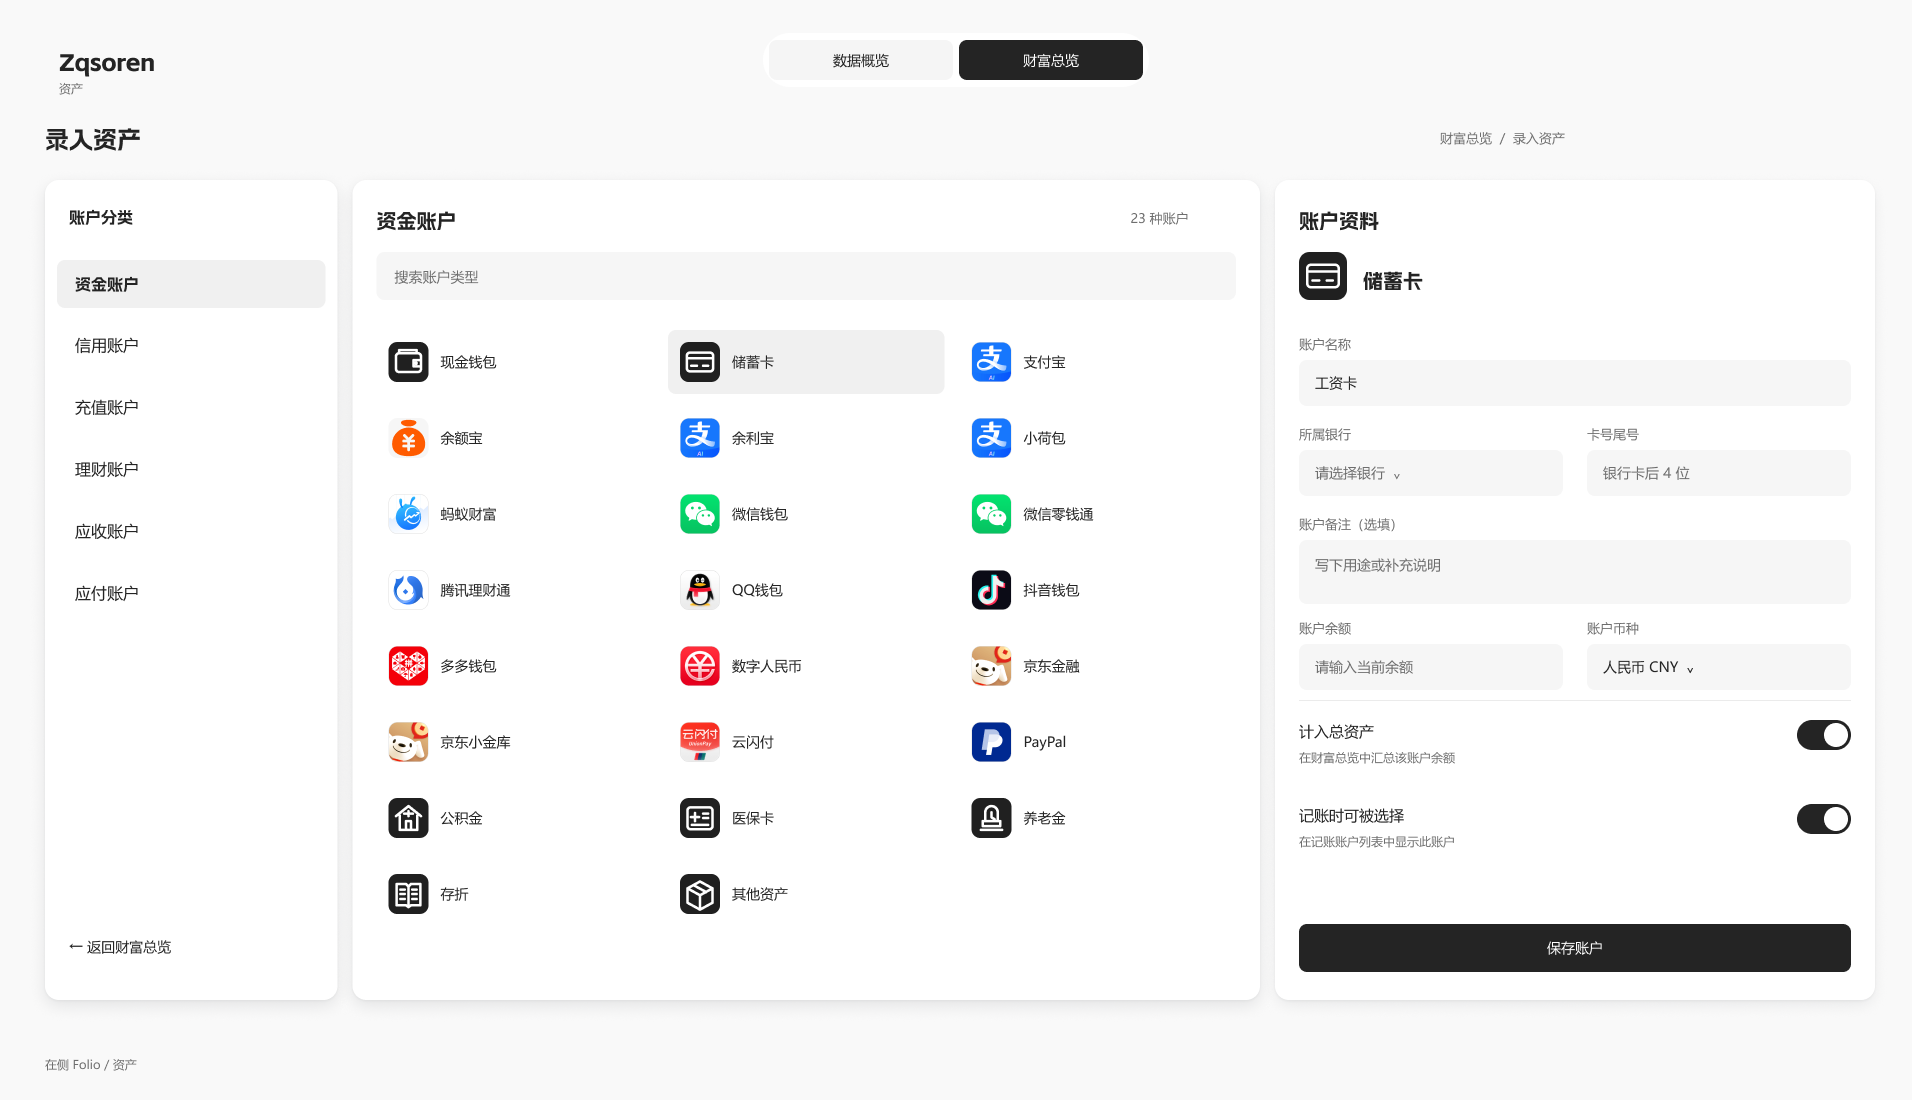 Zqsoren
资产
数据概览
财富总览
录入资产
财富总览 / 录入资产
账户分类
资金账户
信用账户
充值账户
理财账户
应收账户
应付账户
← 返回财富总览
资金账户
23 种账户
搜索账户类型
现金钱包
储蓄卡
支 AI
支付宝
¥
余额宝
支 AI
余利宝
支 AI
小荷包
蚂蚁财富
微信钱包
微信零钱通
腾讯理财通
QQ钱包
抖音钱包
拼
多多钱包
数字人民币
京东金融
京东小金库
云闪付 UnionPay
云闪付
PayPal
公积金
医保卡
养老金
存折
其他资产
账户资料
储蓄卡
账户名称
工资卡
所属银行
卡号尾号
请选择银行
银行卡后 4 位
账户备注（选填）
写下用途或补充说明
账户余额
账户币种
请输入当前余额
人民币 CNY
计入总资产
在财富总览中汇总该账户余额
记账时可被选择
在记账账户列表中显示此账户
保存账户
在侧 Folio / 资产